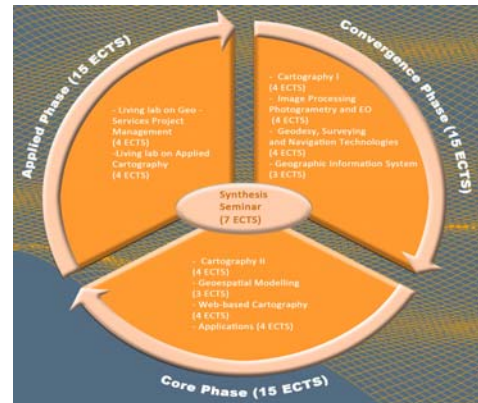 Applied Phase (15 ECTS)
- Living lab on Geo -
Services Project
Management
(4 ECTS)
-Living lab on Applied
Cartography
(4 ECTS)
Convergence Phase (15 ECTS)
- Cartography I
(4 ECTS)
- Image Processing
Photogrametry and EO
(4 ECTS)
- Geodesy, Surveying
and Navigation Technologies
(4 ECTS)
-Geographic Information System
(3 ECTS)
Synthesis
Seminar
(7 ECTS)
- Cartography II
(4 ECTS)
- Geospatial Modelling
(3 ECTS)
- Web-based Cartography
(4 ECTS)
- Applications (4 ECTS)
Core Phase (15 ECTS)